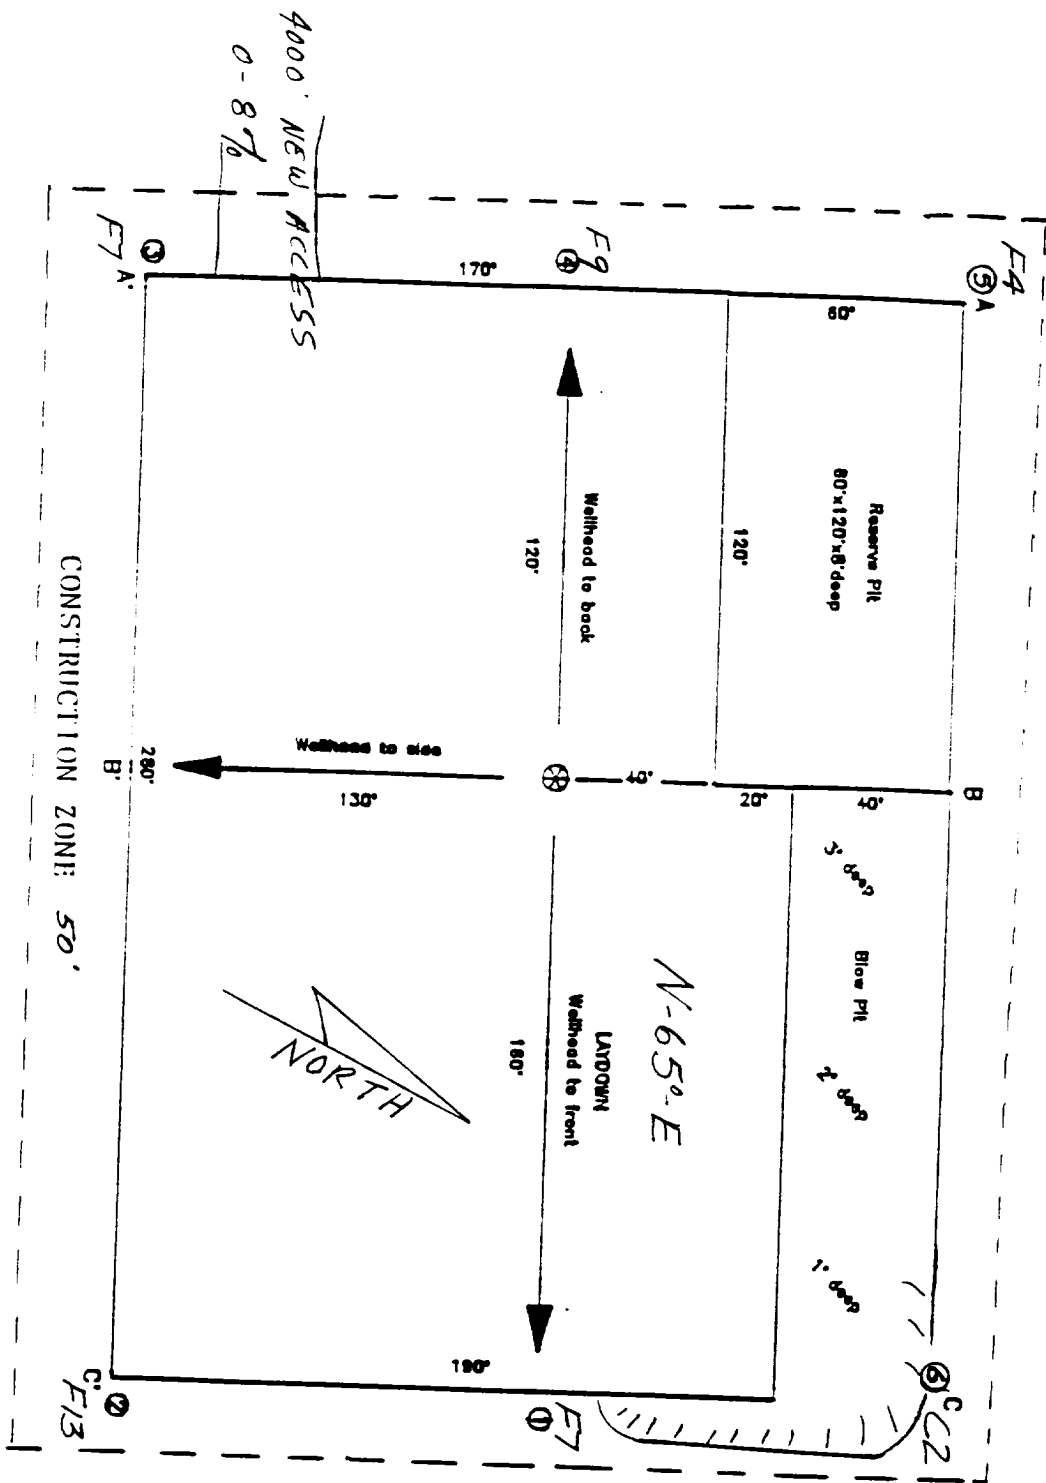 4000' NEW ACCESS
0-8%
F7
③
A'
170'
F9
④
F4
⑤
A
60'
Reserve Pit
80'x120'x8'deep
120'
Wellhead to back
120'
Wellhead to side
130'
280'
B'
40'
20'
40'
B
3' deep
Blow Pit
2' deep
1' deep
N-65°-E
LAYDOWN
Wellhead to front
160'
NORTH
CONSTRUCTION ZONE 50'
190'
C'
②
F13
①
F7
⑥
C
C2